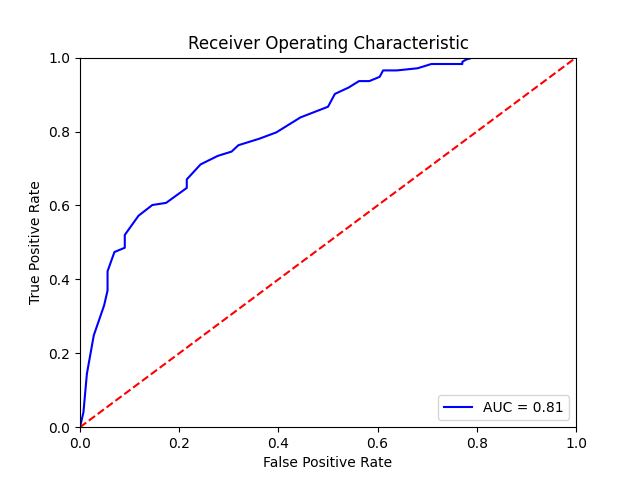 Receiver Operating Characteristic
1.0
0.8
0.6
0.4
0.2
0.0
True Positive Rate
AUC = 0.81
0.0 0.2 0.4 0.6 0.8 1.0
False Positive Rate